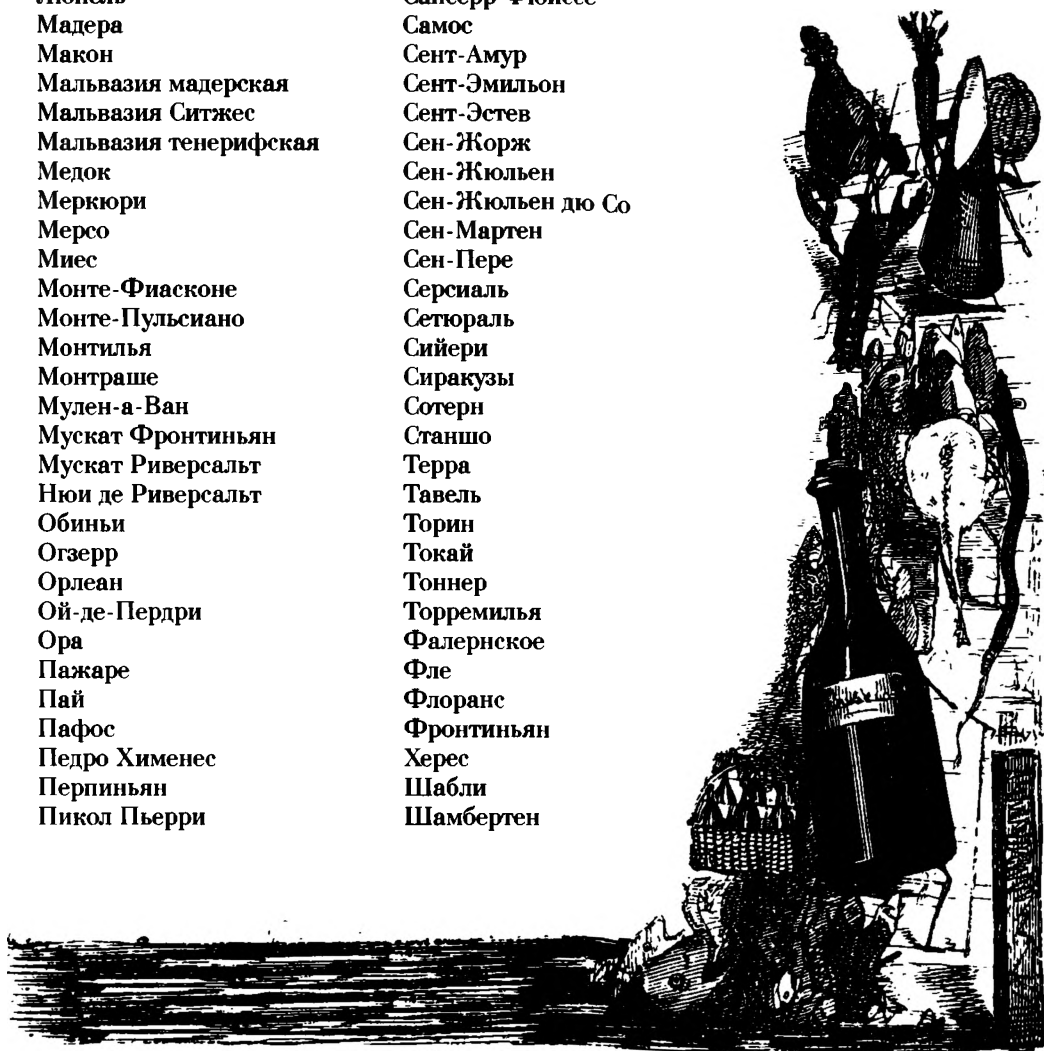 Мадера
Макон
Мальвазия мадерская
Мальвазия Ситжес
Мальвазия тенерифская
Медок
Меркюри
Мерсо
Миес
Монте-Фиасконе
Монте-Пульсиано
Монтилья
Монтраше
Мулен-а-Ван
Мускат Фронтиньян
Мускат Риверсальт
Нюи де Риверсальт
Обиньи
Огзерр
Орлеан
Ой-де-Пердри
Ора
Пажаре
Пай
Пафос
Педро Хименес
Перпиньян
Пикол Пьерри
Самос
Сент-Амур
Сент-Эмильон
Сент-Эстев
Сен-Жорж
Сен-Жюльен
Сен-Жюльен дю Со
Сен-Мартен
Сен-Пере
Серсиаль
Сетюраль
Сийери
Сиракузы
Сотерн
Станшо
Терра
Тавель
Торин
Токай
Тоннер
Торремилья
Фалернское
Фле
Флоранс
Фронтиньян
Херес
Шабли
Шамбертен